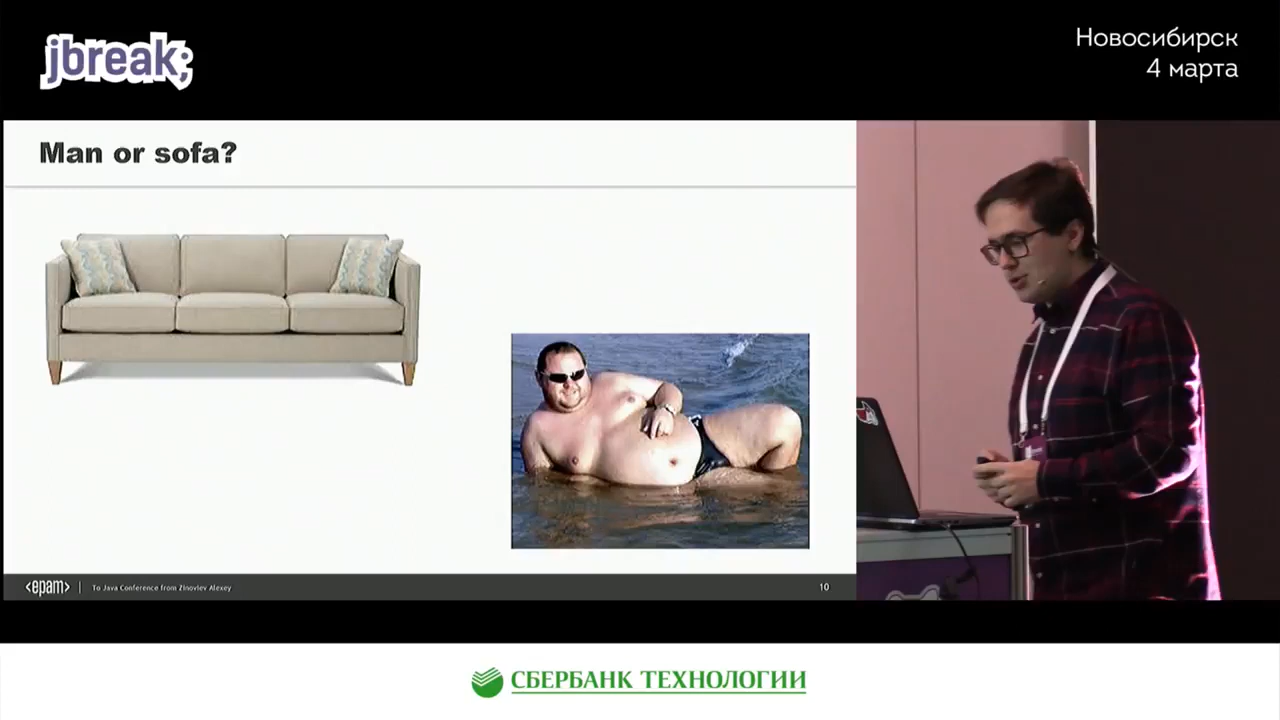 jbreak;
Новосибирск
4 марта
Man or sofa?
<epam>
To Java Conference from Zinoviev Alexey
10
СБЕРБАНК ТЕХНОЛОГИИ